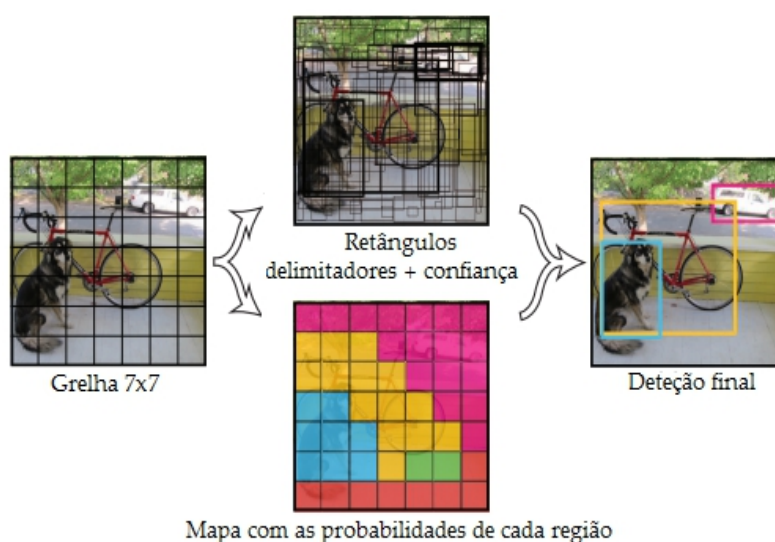 Grelha 7x7
Retângulos
delimitadores + confiança
Mapa com as probabilidades de cada região
Deteção final